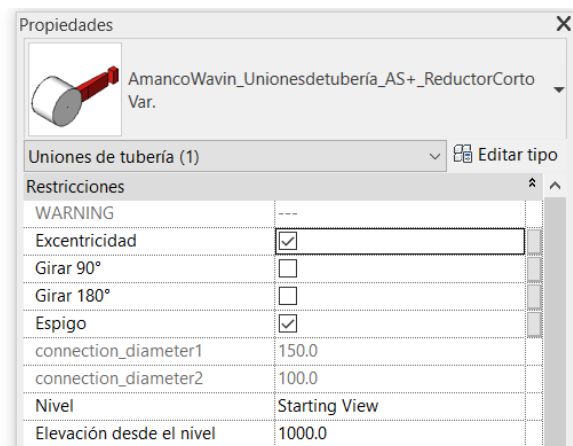 Propiedades
AmancoWavin_Unionesdetubería_AS+_ReductorCorto
Var.
Uniones de tubería (1) Editar tipo
Restricciones
WARNING ---
Excentricidad
Girar 90°
Girar 180°
Espigo
connection_diameter1 150.0
connection_diameter2 100.0
Nivel Starting View
Elevación desde el nivel 1000.0